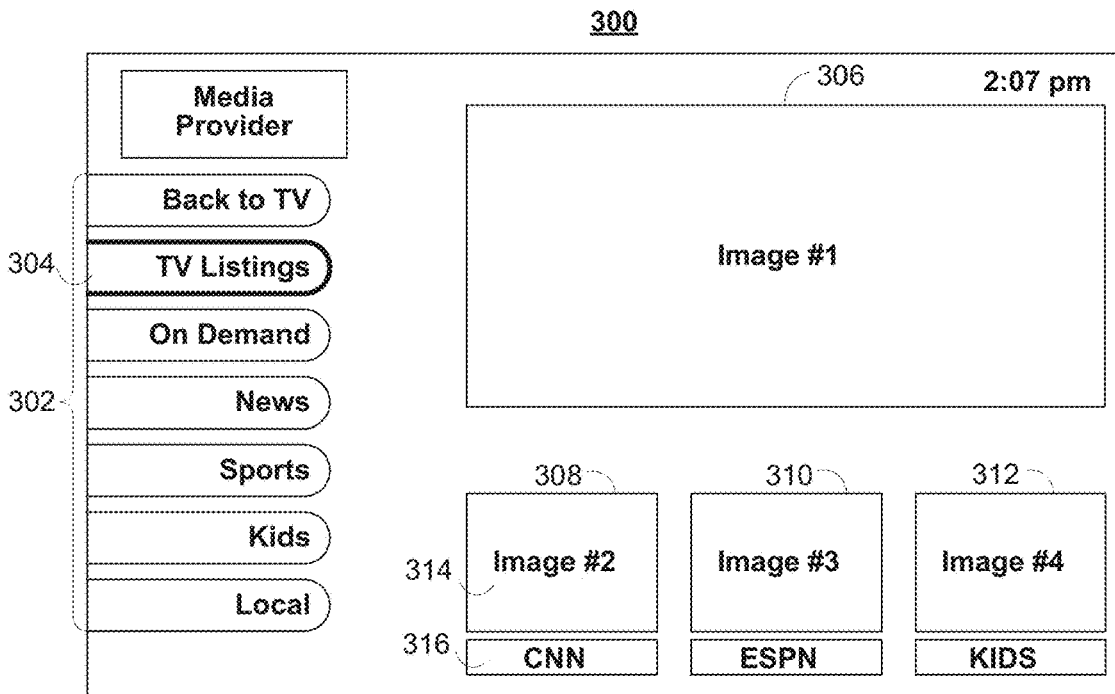 300
306
2:07 pm
Media
Provider
Back to TV
304
TV Listings
Image #1
On Demand
302
News
Sports
308
310
312
Kids
314
Image #2
Image #3
Image #4
Local
316
CNN
ESPN
KIDS